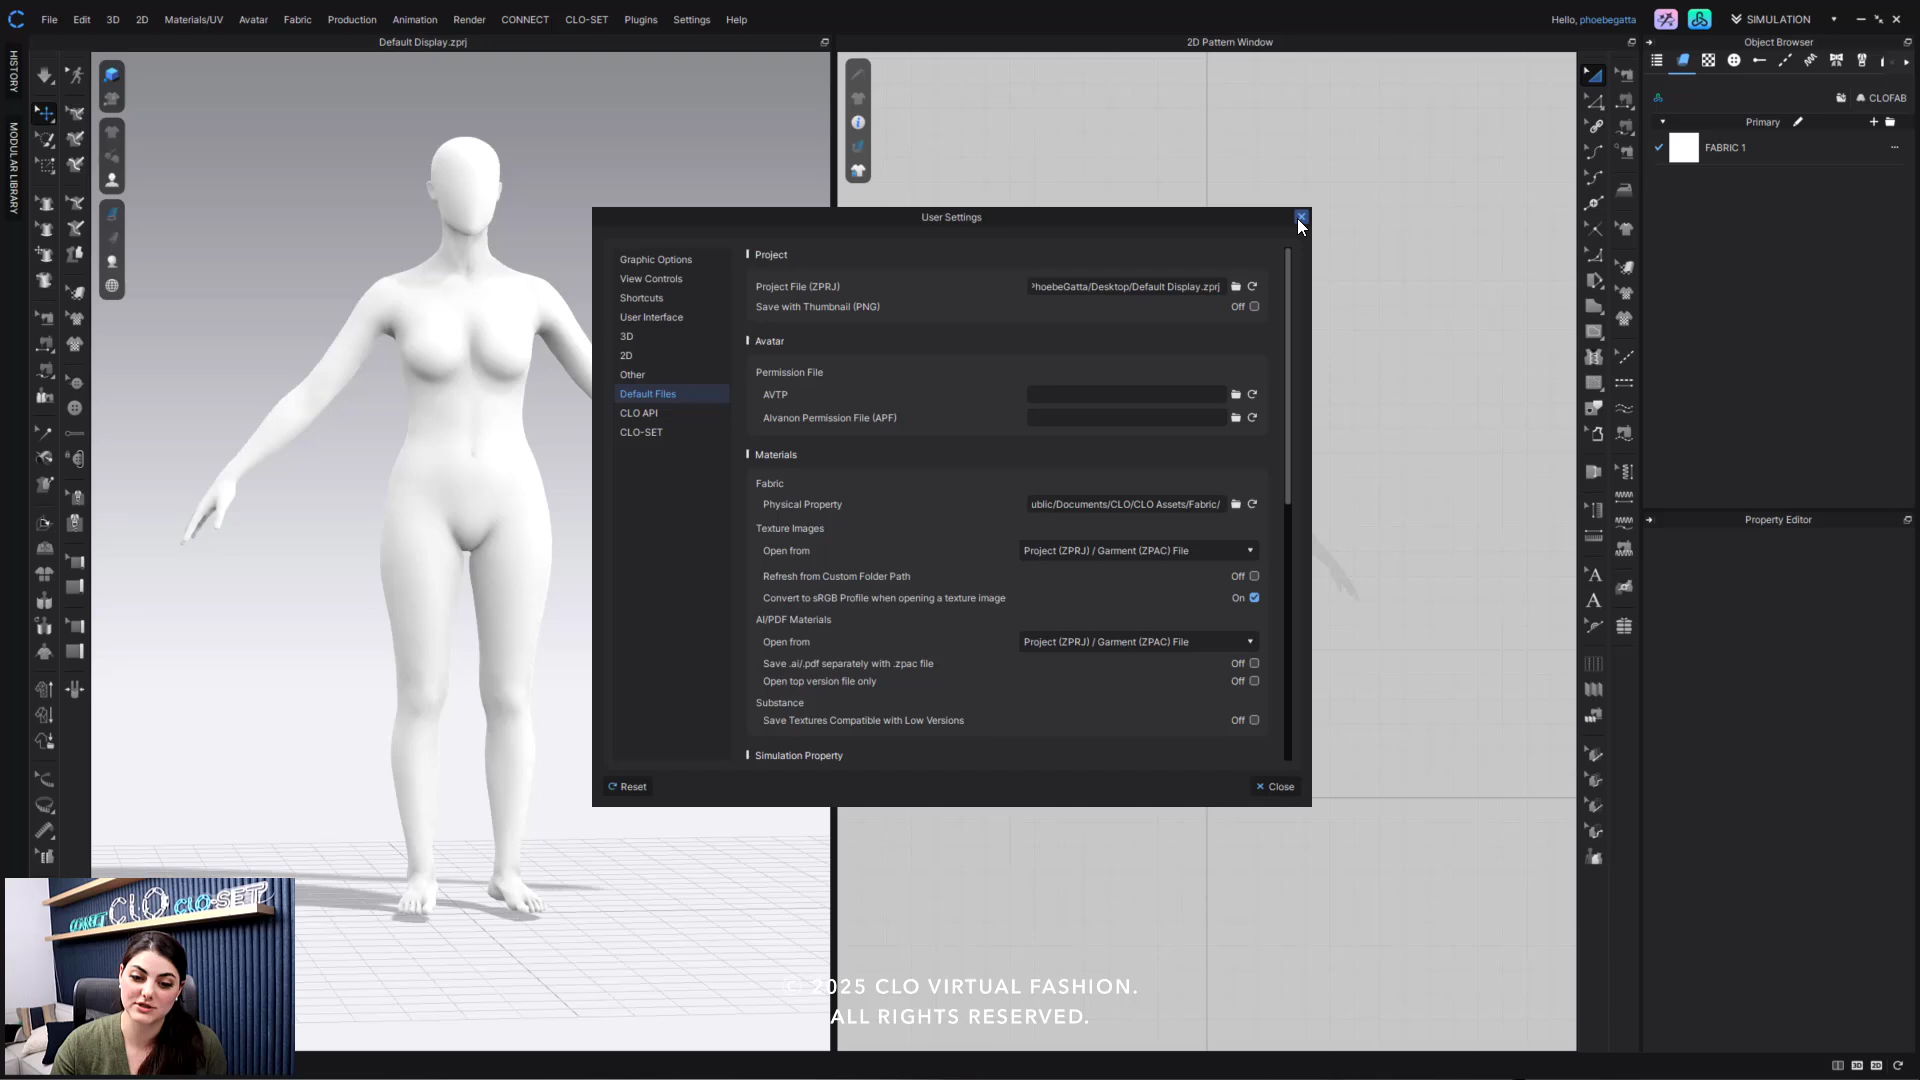 File Edit 3D 2D Materials/UV Avatar Fabric Production Animation Render CONNECT CLO-SET Plugins Settings Help
Hello, phoebegatta
SIMULATION
Default Display.zprj
2D Pattern Window
Object Browser
HISTORY
MODULAR LIBRARY
CLOFAB
Primary
FABRIC 1
Property Editor
User Settings
Graphic Options
View Controls
Shortcuts
User Interface
3D
2D
Other
Default Files
CLO API
CLO-SET
Project
Project File (ZPRJ) PhoebeGatta/Desktop/Default Display.zprj
Save with Thumbnail (PNG) Off
Avatar
Permission File
AVTP
Alvanon Permission File (APF)
Materials
Fabric
Physical Property ublic/Documents/CLO/CLO Assets/Fabric/
Texture Images
Open from Project (ZPRJ) / Garment (ZPAC) File
Refresh from Custom Folder Path Off
Convert to sRGB Profile when opening a texture image On
AI/PDF Materials
Open from Project (ZPRJ) / Garment (ZPAC) File
Save .ai/.pdf separately with .zpac file Off
Open top version file only Off
Substance
Save Textures Compatible with Low Versions Off
Simulation Property
Reset
Close
CLO CLO-SET
© 2025 CLO VIRTUAL FASHION.
ALL RIGHTS RESERVED.